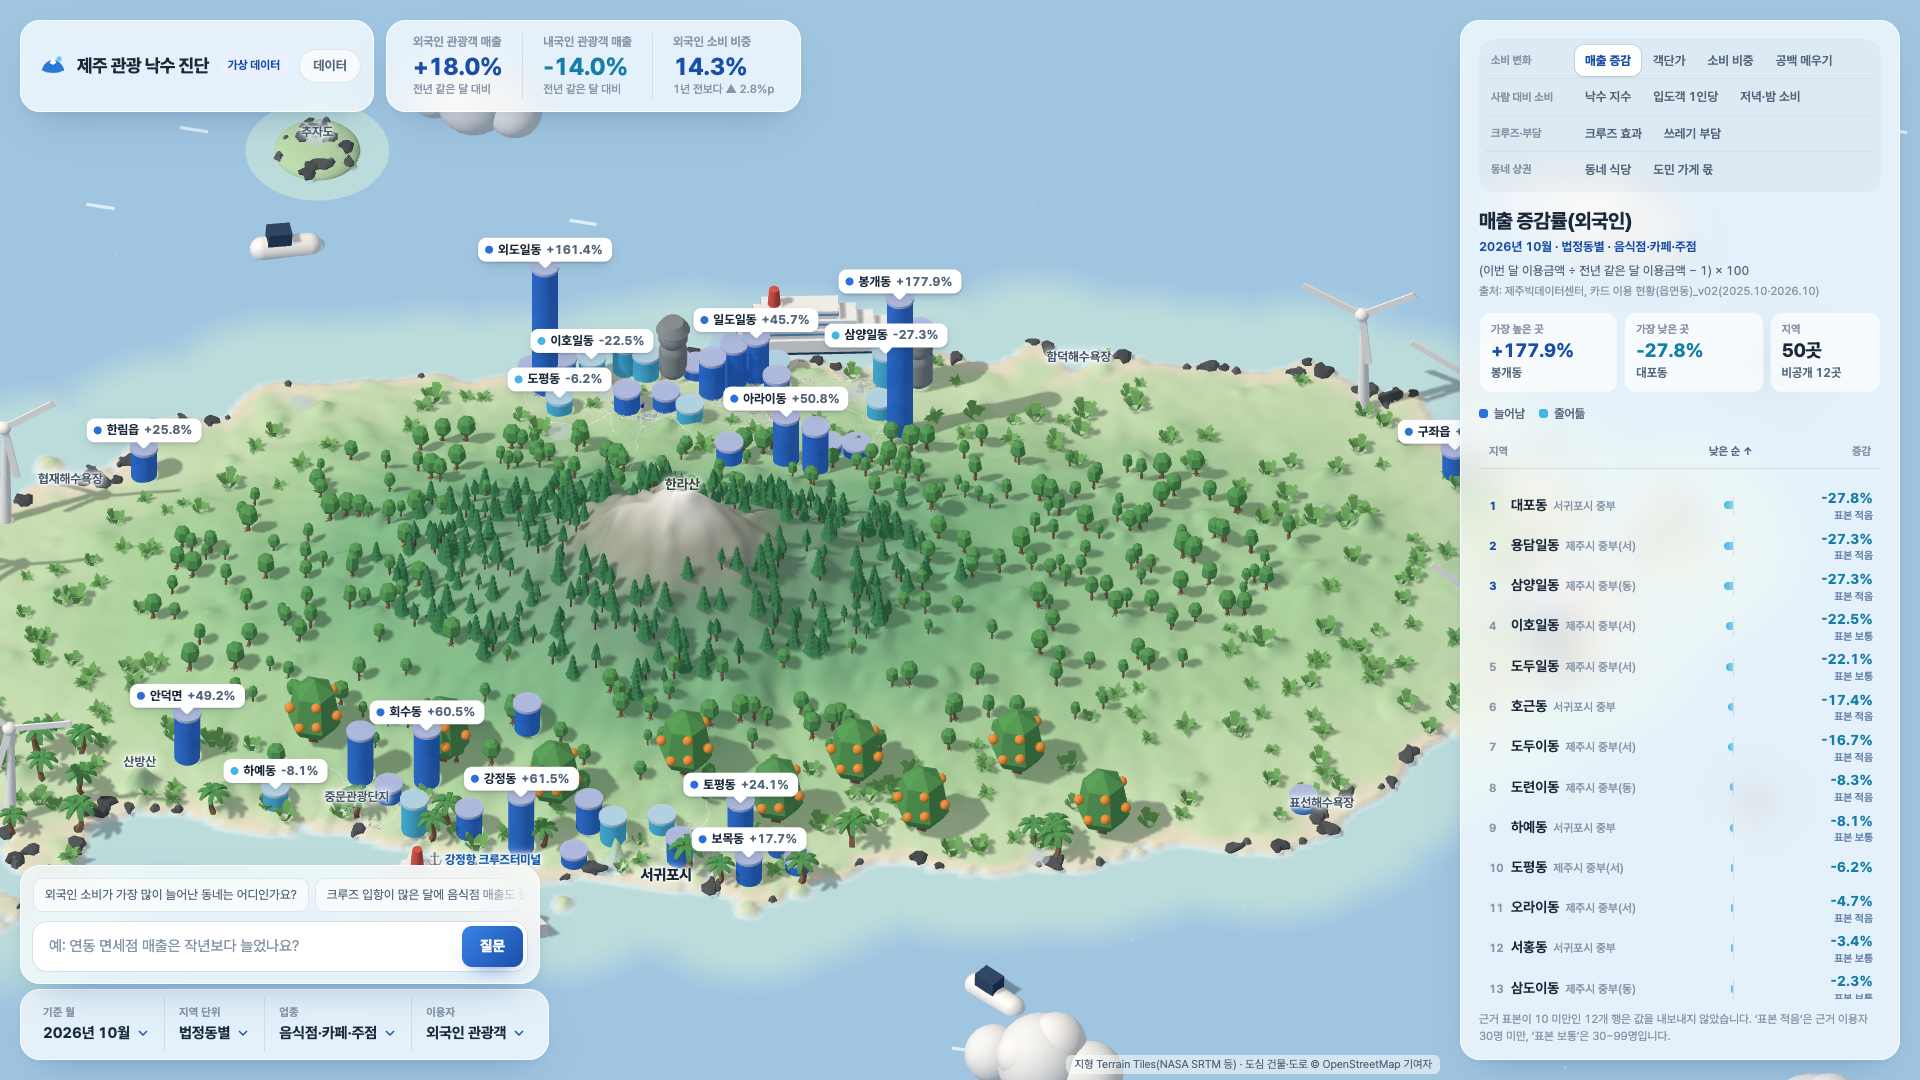 제주 관광 낙수 진단
가상 데이터
데이터
외국인 관광객 매출
+18.0%
전년 같은 달 대비
내국인 관광객 매출
-14.0%
전년 같은 달 대비
외국인 소비 비중
14.3%
1년 전보다 ▲ 2.8%p
추자도
외도일동 +161.4%
봉개동 +177.9%
일도일동 +45.7%
삼양일동 -27.3%
이호일동 -22.5%
도평동 -6.2%
아라이동 +50.8%
함덕해수욕장
한림읍 +25.8%
구좌읍
협재해수욕장
한라산
안덕면 +49.2%
회수동 +60.5%
산방산
하예동 -8.1%
강정동 +61.5%
토평동 +24.1%
중문관광단지
표선해수욕장
보목동 +17.7%
강정항 크루즈터미널
서귀포시
외국인 소비가 가장 많이 늘어난 동네는 어디인가요?
크루즈 입항이 많은 달에 음식점 매출도
예: 연동 면세점 매출은 작년보다 늘었나요?
질문
기준 월
2026년 10월
지역 단위
법정동별
업종
음식점·카페·주점
이용자
외국인 관광객
지형 Terrain Tiles(NASA SRTM 등) · 도심 건물·도로 © OpenStreetMap 기여자
소비 변화 매출 증감 객단가 소비 비중 공백 메우기
사람 대비 소비 낙수 지수 입도객 1인당 저녁·밤 소비
크루즈·부담 크루즈 효과 쓰레기 부담
동네 상권 동네 식당 도민 가게 몫
매출 증감률(외국인)
2026년 10월 · 법정동별 · 음식점·카페·주점
(이번 달 이용금액 ÷ 전년 같은 달 이용금액 − 1) × 100
출처: 제주빅데이터센터, 카드 이용 현황(읍면동)_v02(2025.10·2026.10)
가장 높은 곳
+177.9%
봉개동
가장 낮은 곳
-27.8%
대포동
지역
50곳
비공개 12곳
늘어남 줄어듦
지역 낮은 순 ↑ 증감
1 대포동 서귀포시 중부 -27.8%
표본 적음
2 용담일동 제주시 중부(서) -27.3%
표본 적음
3 삼양일동 제주시 중부(동) -27.3%
표본 적음
4 이호일동 제주시 중부(서) -22.5%
표본 보통
5 도두일동 제주시 중부(서) -22.1%
표본 보통
6 호근동 서귀포시 중부 -17.4%
표본 적음
7 도두이동 제주시 중부(서) -16.7%
표본 적음
8 도련이동 제주시 중부(동) -8.3%
표본 적음
9 하예동 서귀포시 중부 -8.1%
표본 보통
10 도평동 제주시 중부(서) -6.2%
11 오라이동 제주시 중부(서) -4.7%
표본 적음
12 서홍동 서귀포시 중부 -3.4%
표본 보통
13 삼도이동 제주시 중부(동) -2.3%
표본 보통
근거 표본이 10 미만인 12개 행은 값을 내보내지 않았습니다. '표본 적음'은 근거 이용자
30명 미만, '표본 보통'은 30~99명입니다.